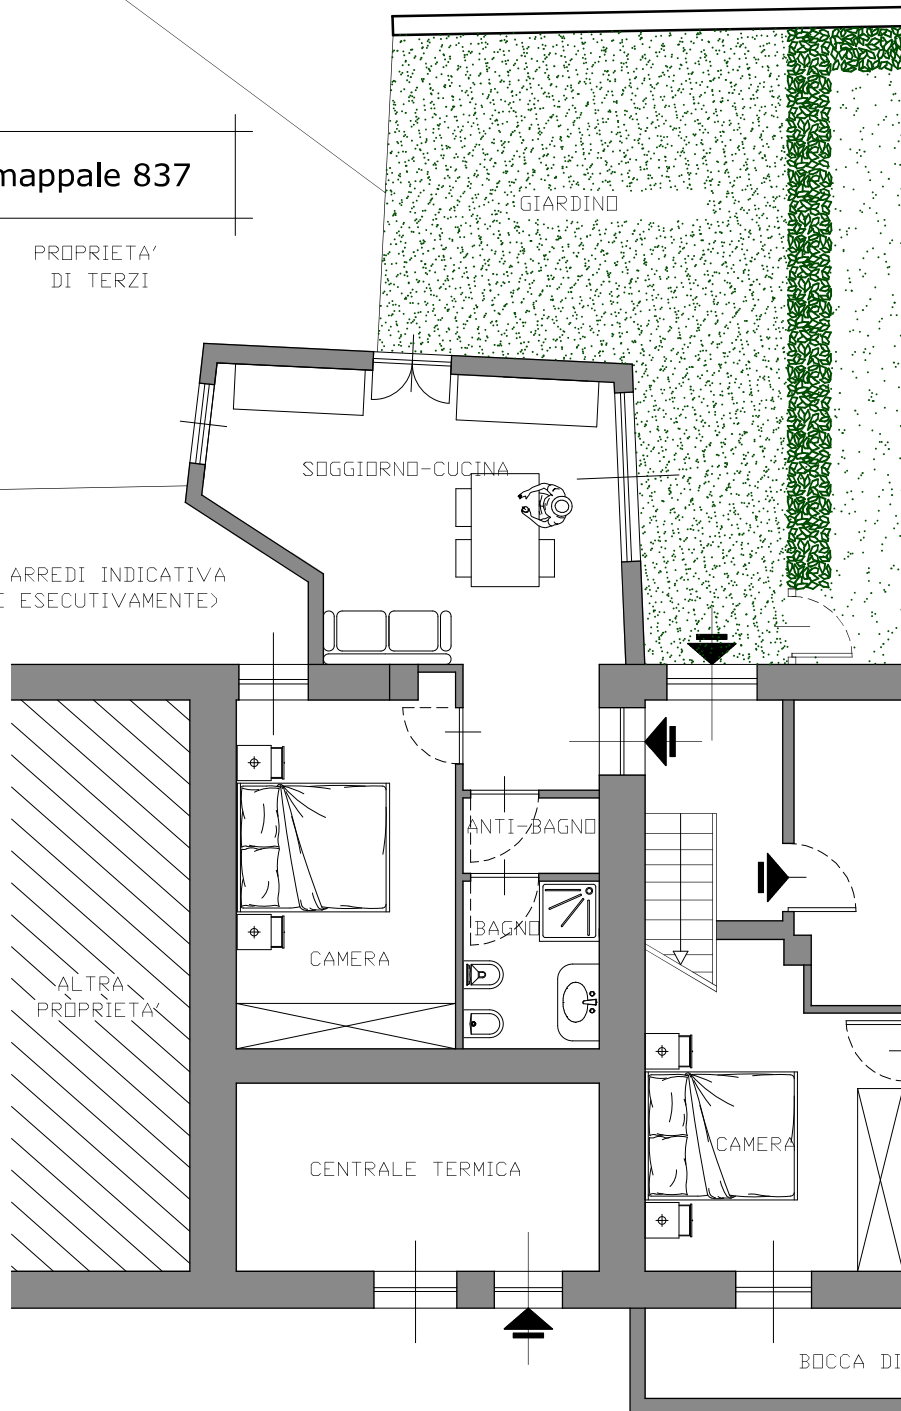 mappale 837
GIARDINO
PROPRIETA'
DI TERZI
SOGGIORNO-CUCINA
ARREDI INDICATIVA
ESECUTIVAMENTE)
ANTI-BAGNO
BAGNO
CAMERA
ALTRA
PROPRIETA'
CAMERA
CENTRALE TERMICA
BOCCA DI